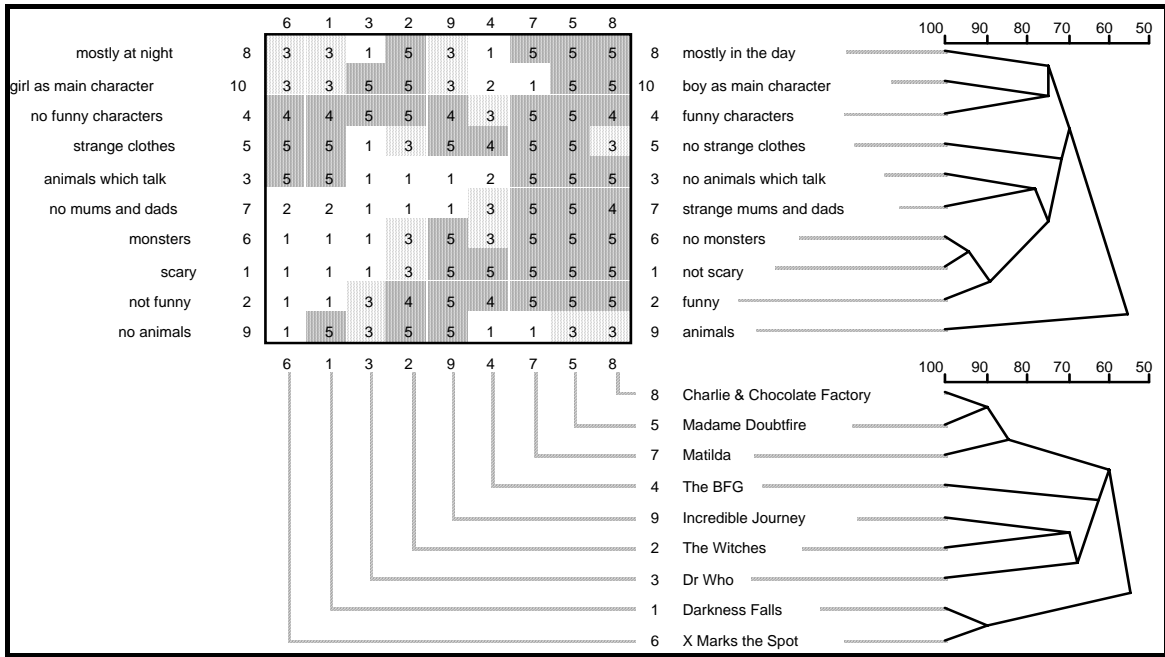 6 1 3 2 9 4 7 5 8 100 90 80 70 60 50
mostly at night 8 3 3 1 5 3 1 5 5 5 8 mostly in the day
girl as main character 10 3 3 5 5 3 2 1 5 5 10 boy as main character
no funny characters 4 4 4 5 5 4 3 5 5 4 4 funny characters
strange clothes 5 5 5 1 3 5 4 5 5 3 5 no strange clothes
animals which talk 3 5 5 1 1 1 2 5 5 5 3 no animals which talk
no mums and dads 7 2 2 1 1 1 3 5 5 4 7 strange mums and dads
monsters 6 1 1 1 3 5 3 5 5 5 6 no monsters
scary 1 1 1 1 3 5 5 5 5 5 1 not scary
not funny 2 1 1 3 4 5 4 5 5 5 2 funny
no animals 9 1 5 3 5 5 1 1 3 3 9 animals
6 1 3 2 9 4 7 5 8 100 90 80 70 60 50
8 Charlie & Chocolate Factory
5 Madame Doubtfire
7 Matilda
4 The BFG
9 Incredible Journey
2 The Witches
3 Dr Who
1 Darkness Falls
6 X Marks the Spot